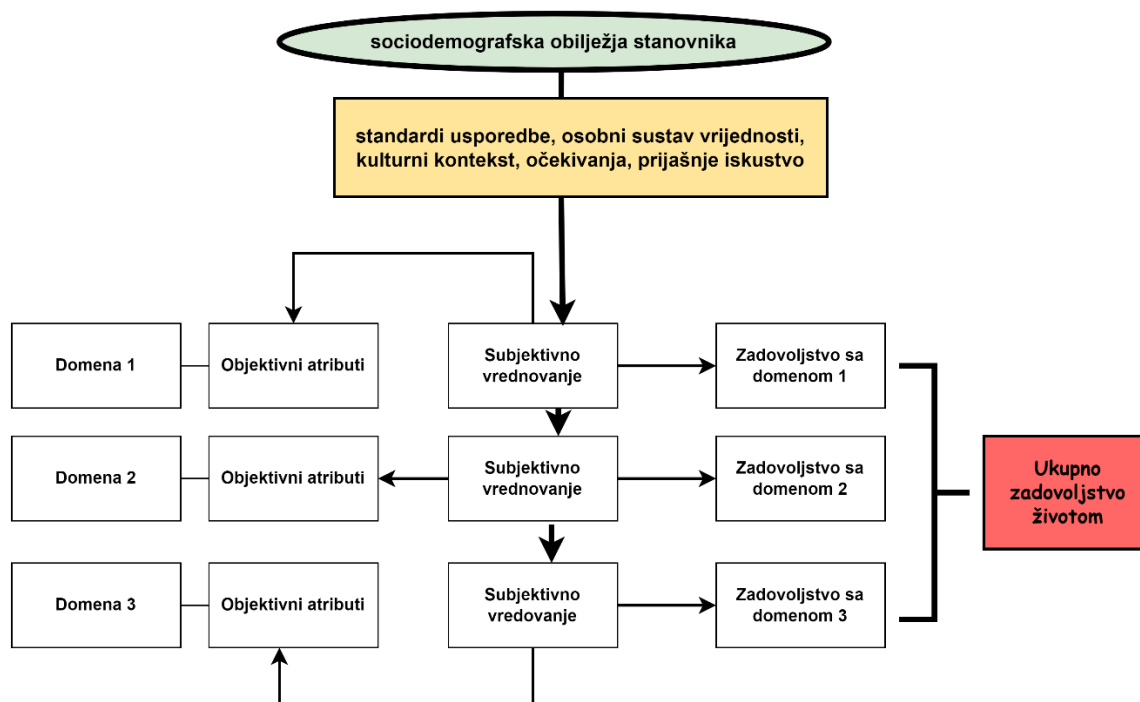 sociodemografska obilježja stanovnika
standardi usporedbe, osobni sustav vrijednosti,
kulturni kontekst, očekivanja, prijašnje iskustvo
Domena 1
Objektivni atributi
Subjektivno
vrednovanje
Zadovoljstvo sa
domenom 1
Domena 2
Objektivni atributi
Subjektivno
vrednovanje
Zadovoljstvo sa
domenom 2
Ukupno
zadovoljstvo
životom
Domena 3
Objektivni atributi
Subjektivno
vredovanje
Zadovoljstvo sa
domenom 3